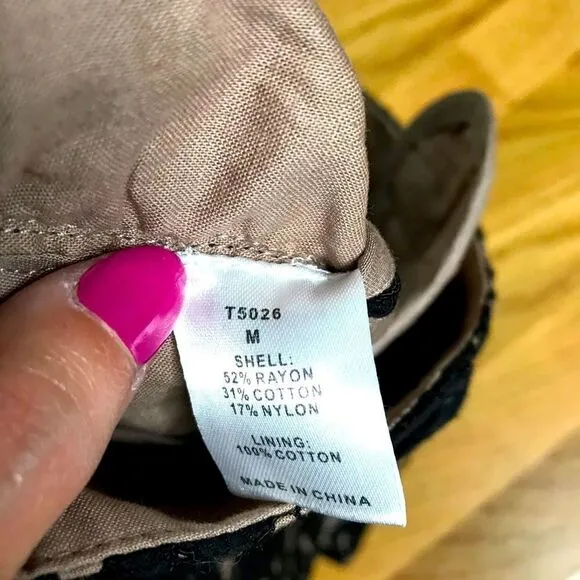 T5026
M
SHELL:
52% RAYON
31% COTTON
17% NYLON
LINING:
100% COTTON
MADE IN CHINA